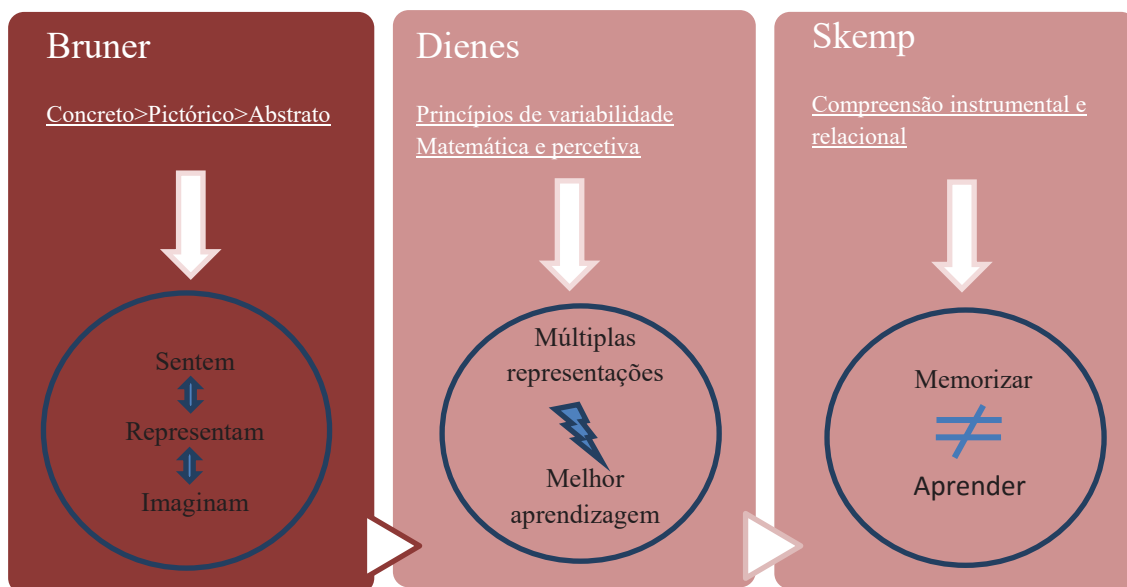 Bruner
Concreto>Pictórico>Abstrato
Sentem
Representam
Imaginam
Dienes
Princípios de variabilidade
Matemática e percetiva
Múltiplas
representações
Melhor
aprendizagem
Skemp
Compreensão instrumental e
relacional
Memorizar
≠
Aprender